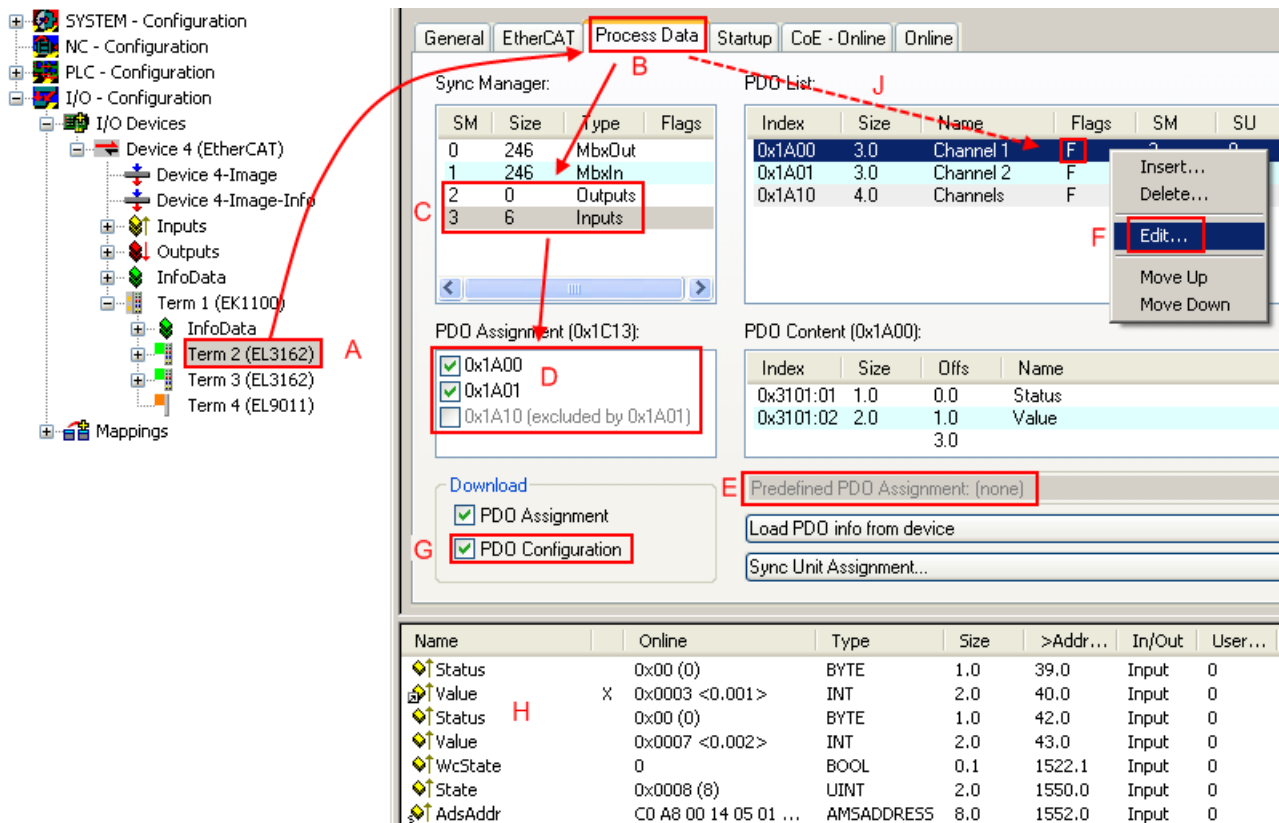 SYSTEM - Configuration
NC - Configuration
PLC - Configuration
I/O - Configuration
I/O Devices
Device 4 (EtherCAT)
Device 4-Image
Device 4-Image-Info
Inputs
Outputs
InfoData
Term 1 (EK1100)
InfoData
Term 2 (EL3162) A
Term 3 (EL3162)
Term 4 (EL9011)
Mappings
General EtherCAT Process Data Startup CoE - Online Online
B
J
Sync Manager:
SM Size Type Flags
0 246 MbxOut
1 246 MbxIn
2 0 Outputs
3 6 Inputs
C
PDO List:
Index Size Name Flags SM SU
0x1A00 3.0 Channel 1 F 3 0
0x1A01 3.0 Channel 2 F
0x1A10 4.0 Channels F
Insert...
Delete...
F Edit...
Move Up
Move Down
PDO Assignment (0x1C13):
0x1A00
0x1A01
0x1A10 (excluded by 0x1A01)
D
PDO Content (0x1A00):
Index Size Offs Name
0x3101:01 1.0 0.0 Status
0x3101:02 2.0 1.0 Value
3.0
Download
PDO Assignment
G PDO Configuration
E Predefined PDO Assignment: (none)
Load PDO info from device
Sync Unit Assignment...
Name Online Type Size >Addr... In/Out User...
Status 0x00 (0) BYTE 1.0 39.0 Input 0
Value X 0x0003 <0.001> INT 2.0 40.0 Input 0
Status 0x00 (0) BYTE 1.0 42.0 Input 0
Value 0x0007 <0.002> INT 2.0 43.0 Input 0
WcState 0 BOOL 0.1 1522.1 Input 0
State 0x0008 (8) UINT 2.0 1550.0 Input 0
AdsAddr C0 A8 00 14 05 01 ... AMSADDRESS 8.0 1552.0 Input 0
H